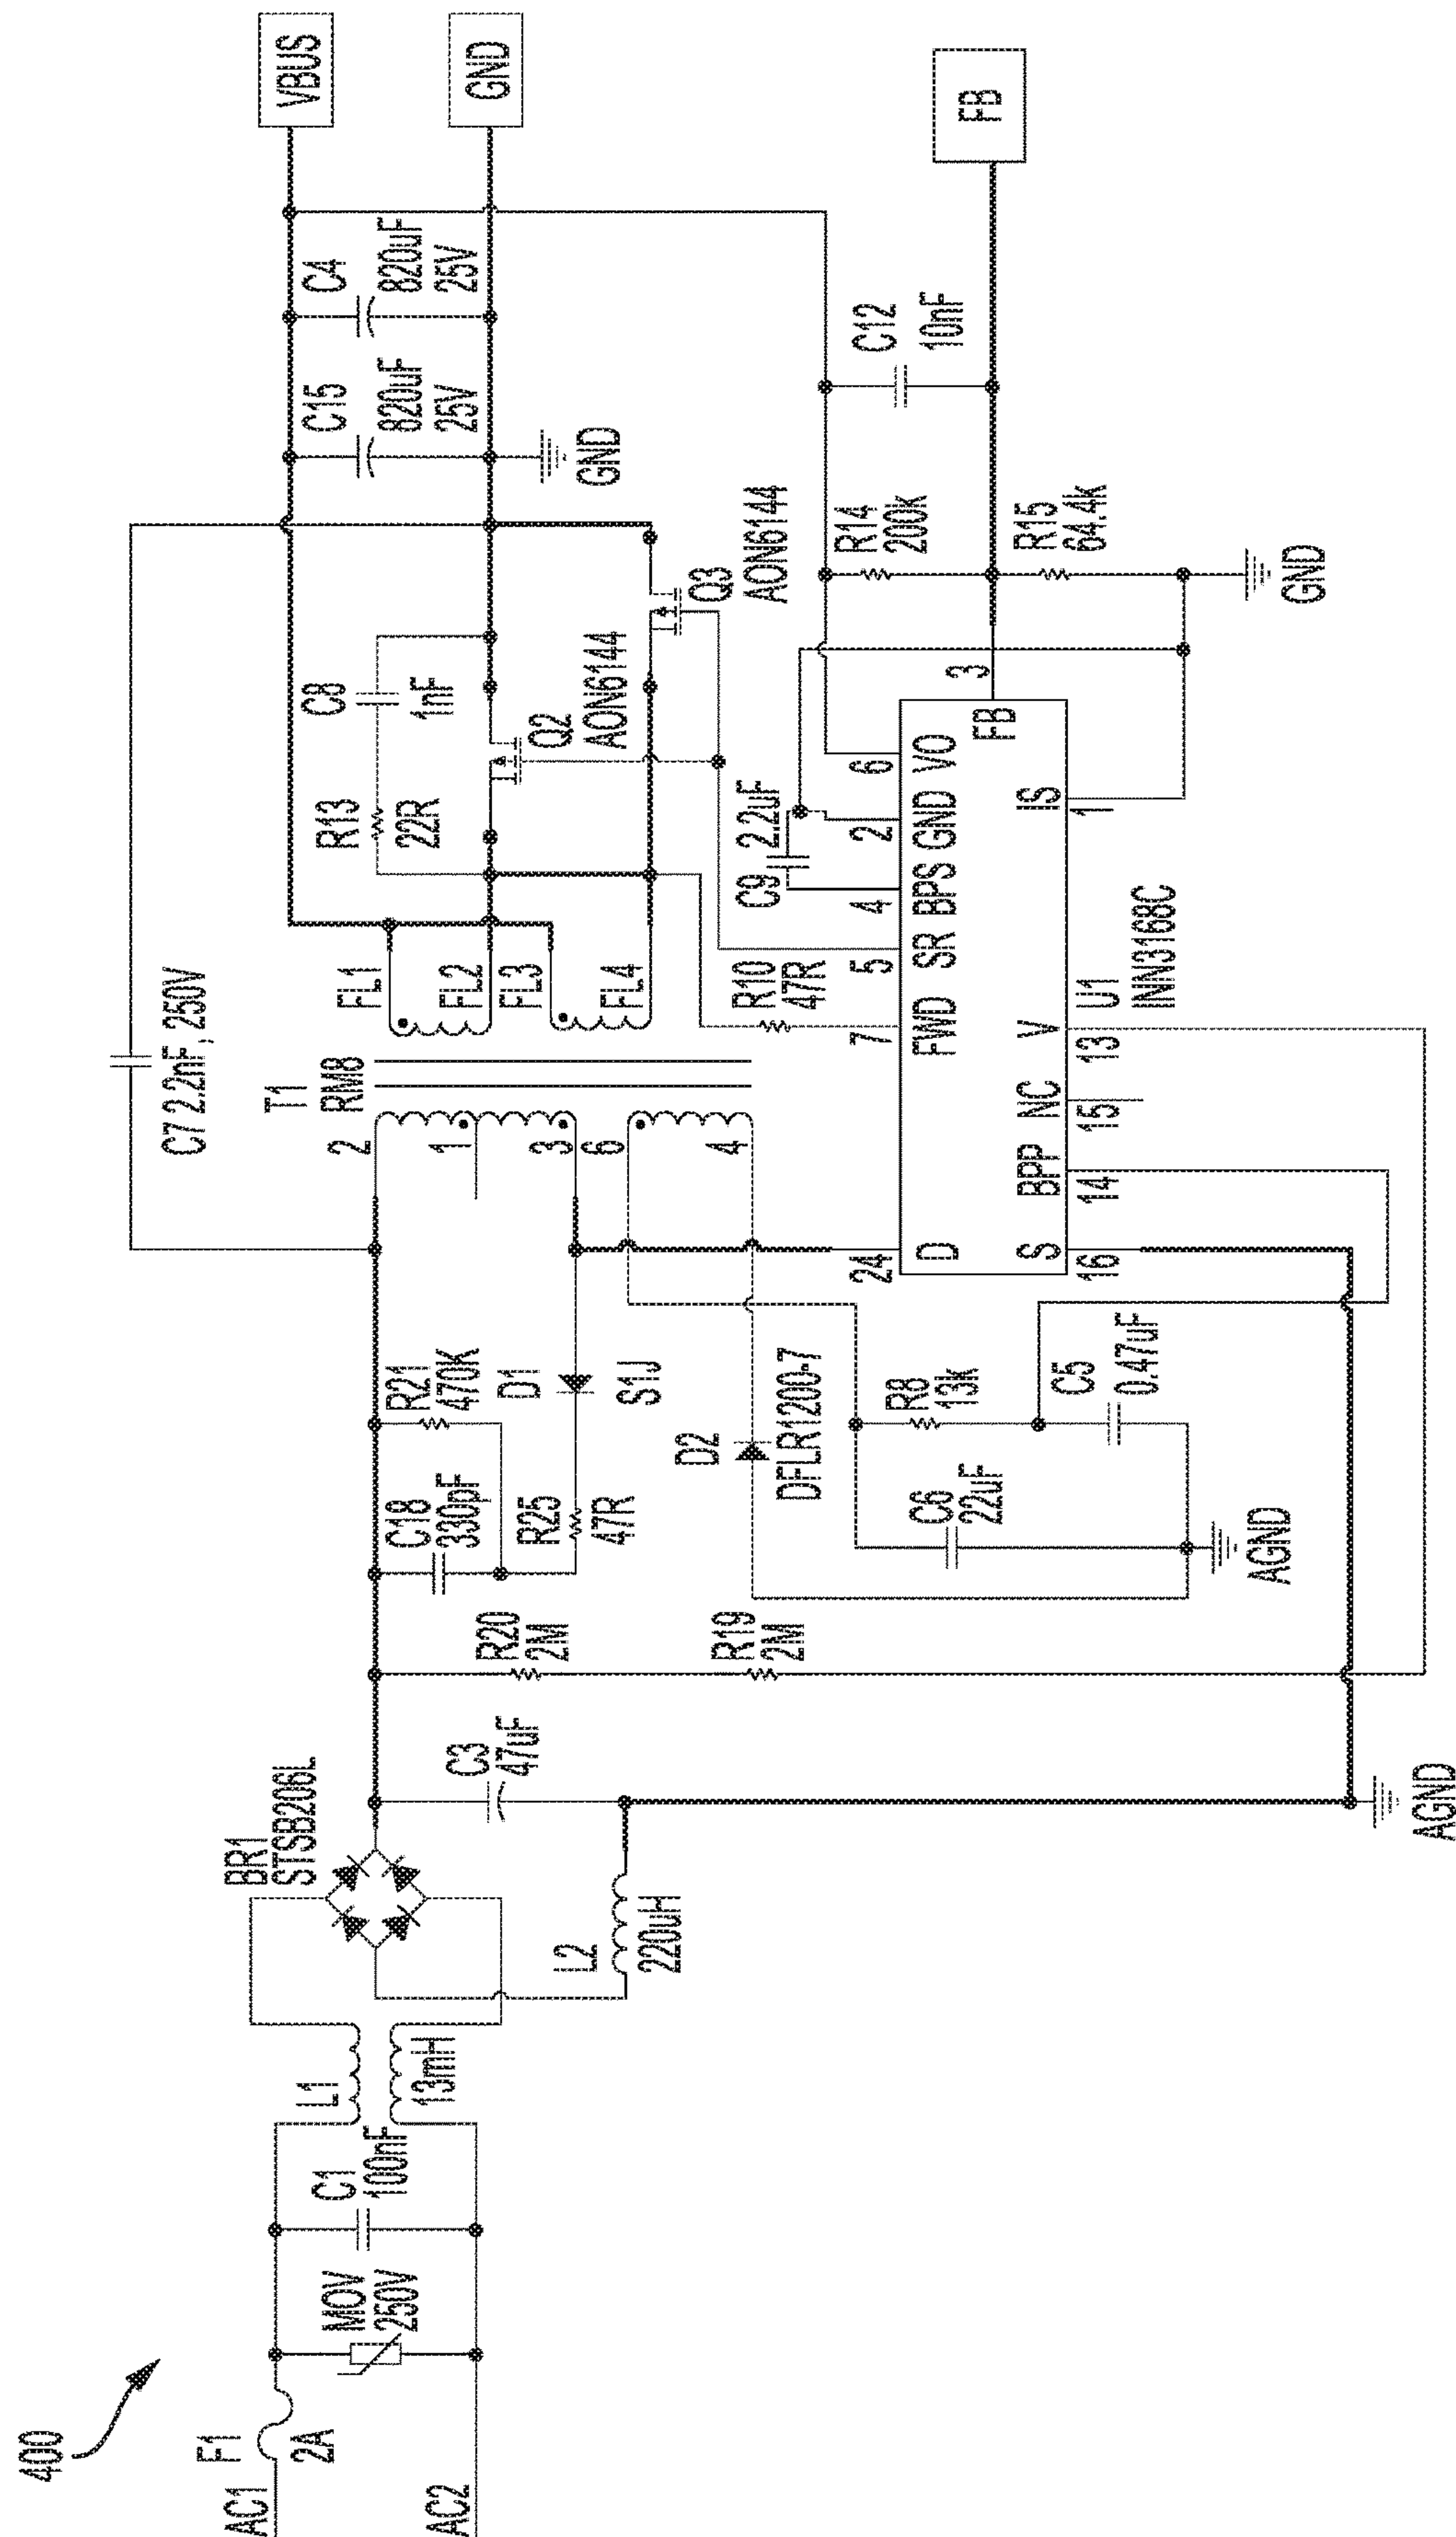 400
AC1
AC2
F1
2A
MOV
250V
C1
100nF
L1
13mH
BR1
STSB206L
L2
220uH
C3
47uF
AGND
R20
2M
R19
2M
C18
330pF
R21
470K
R25
47R
D1
S1J
D2
DFLR1200-7
C6
22uF
R8
13k
C5
0.47uF
AGND
C7 2.2nF, 250V
T1
RM8
2
1
3
6
4
FL1
FL2
FL3
FL4
R13
22R
C8
1nF
Q2
AON6144
Q3
AON6144
C15
820uF
25V
C4
820uF
25V
GND
VBUS
GND
R10
47R
C9
2.2uF
24
7
5
4
2
6
D
FWD
SR
BPS
GND
VO
FB
3
S
BPP
NC
V
IS
16
14
15
13
1
U1
INN3168C
R14
200k
R15
64.4k
C12
10nF
GND
FB